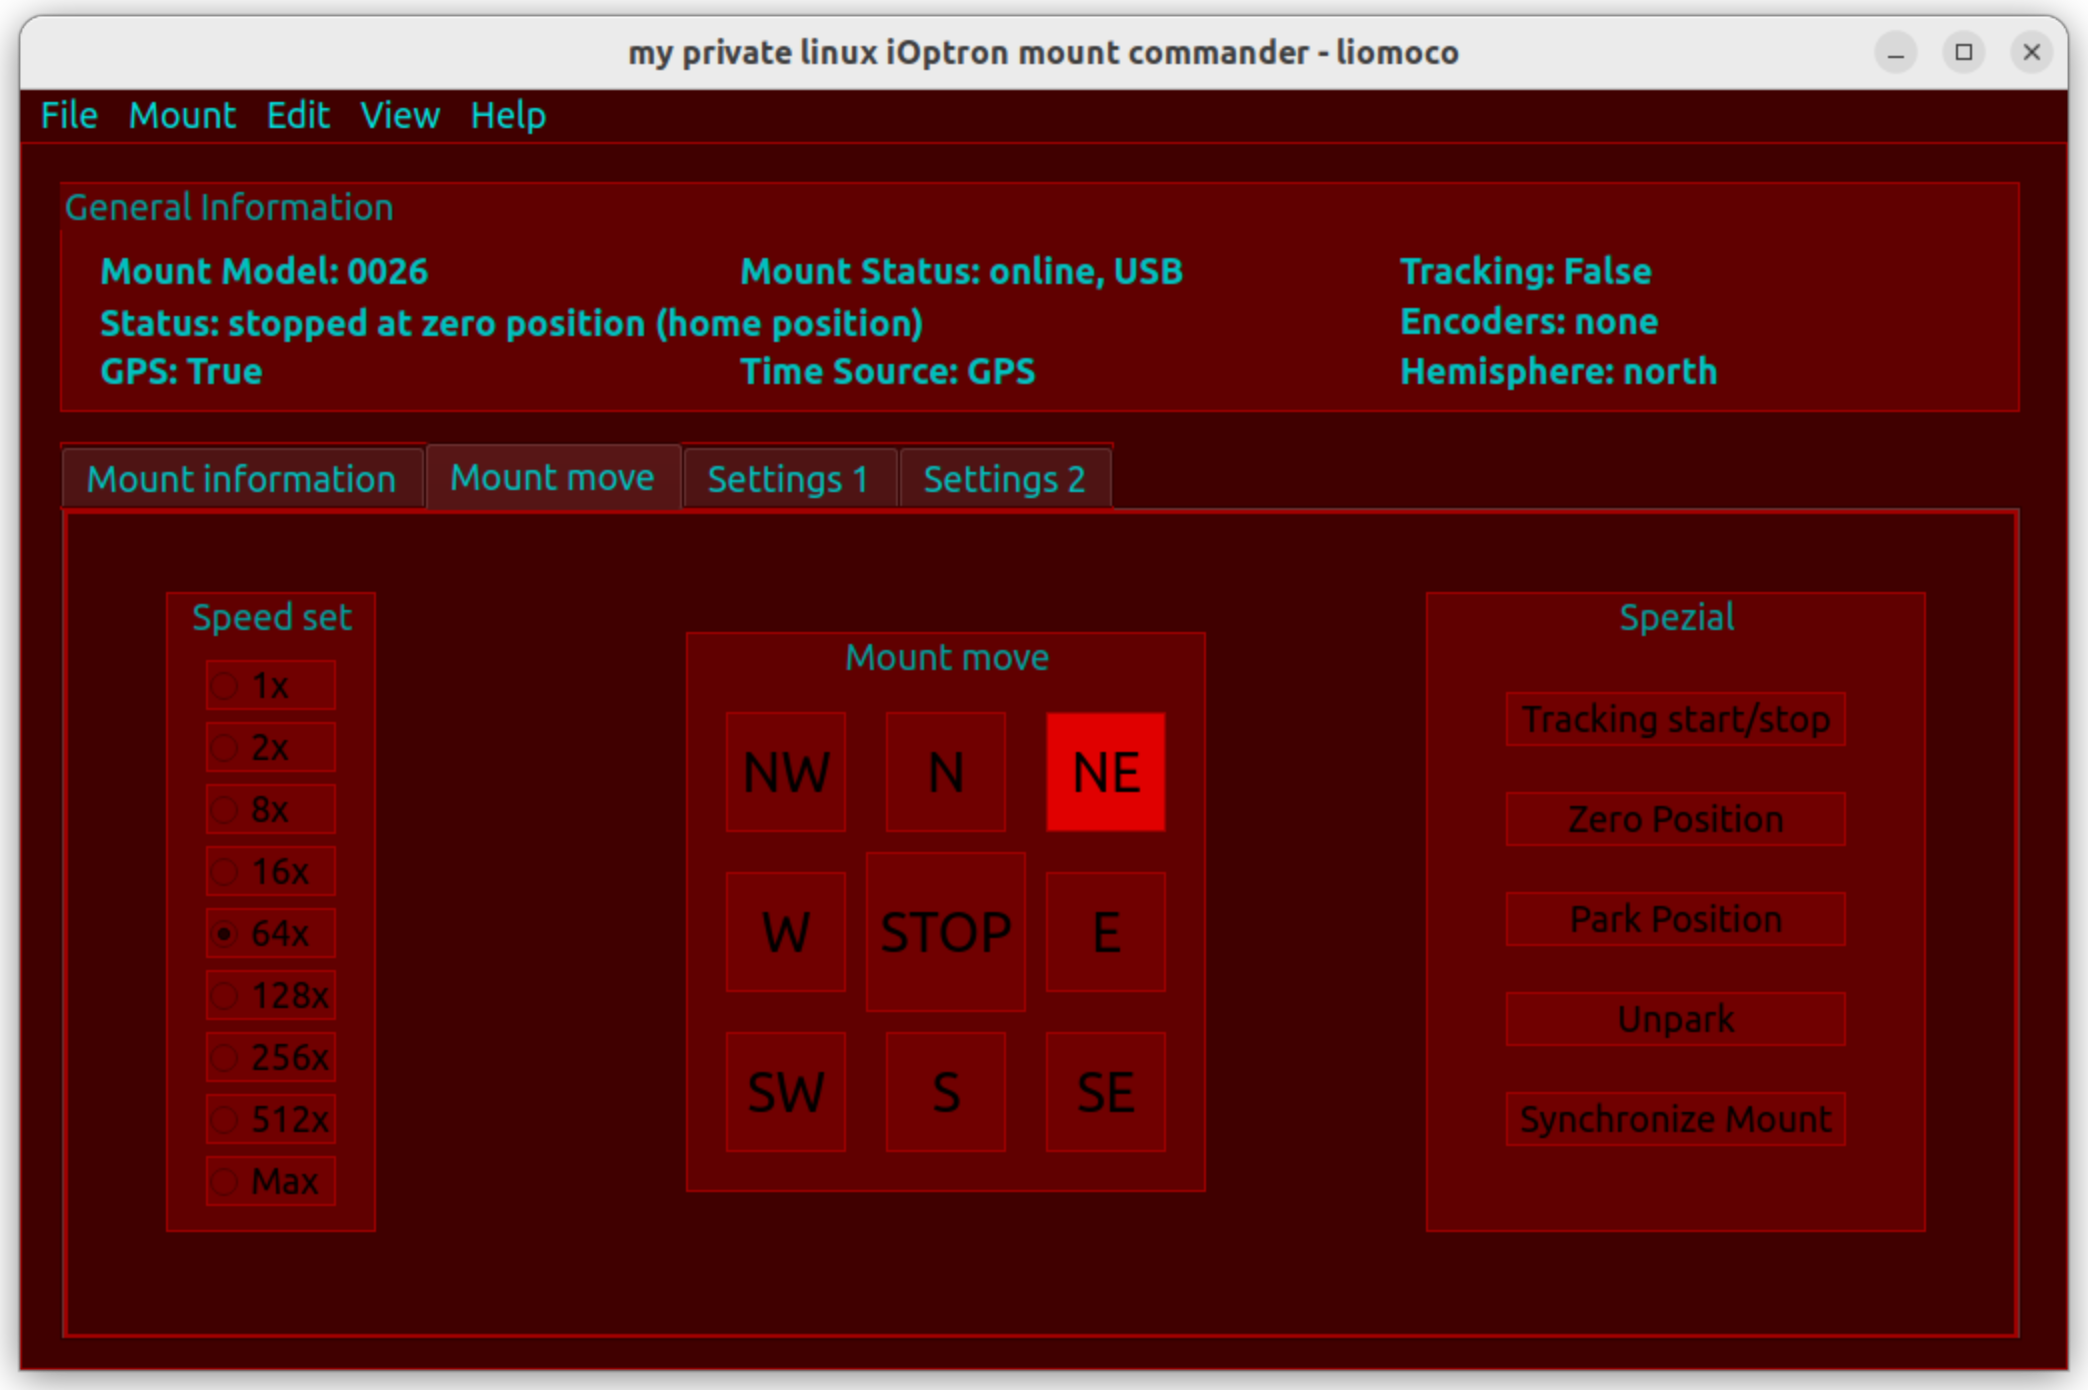 my private linux iOptron mount commander - liomoco
File Mount Edit View Help
General Information
Mount Model: 0026 Mount Status: online, USB Tracking: False
Status: stopped at zero position (home position) Encoders: none
GPS: True Time Source: GPS Hemisphere: north
Mount information Mount move Settings 1 Settings 2
Speed set
1x
2x
8x
16x
64x
128x
256x
512x
Max
Mount move
NW N NE
W STOP E
SW S SE
Spezial
Tracking start/stop
Zero Position
Park Position
Unpark
Synchronize Mount